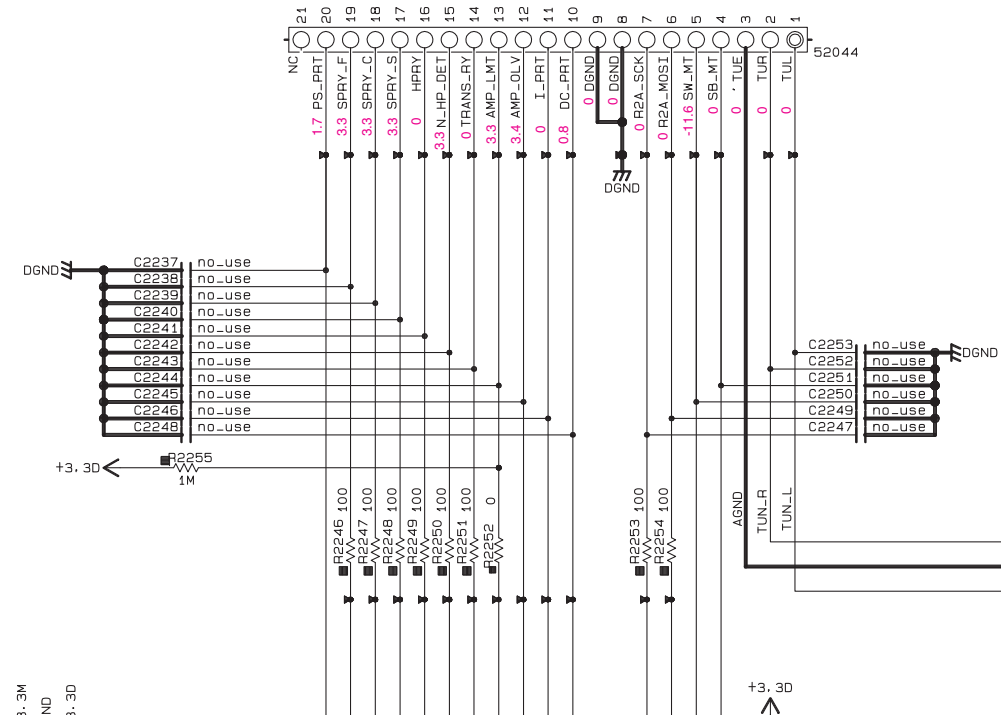 21
20
19
18
17
16
15
14
13
12
11
10
9
8
7
6
5
4
3
2
1
52044
NC
1.7 PS_PRT
3.3 SPRY_F
3.3 SPRY_C
3.3 SPRY_S
0 HPRY
3.3 N_HP_DET
0 TRANS_RY
3.3 AMP_LMT
3.4 AMP_OLV
0 I_PRT
0.8 DC_PRT
0 DGND
0 DGND
0 R2A_SCK
0 R2A_MOSI
-11.6 SW_MT
0 SB_MT
0 'TUE
0 TUR
0 TUL
DGND
DGND
C2237 no_use
C2238 no_use
C2239 no_use
C2240 no_use
C2241 no_use
C2242 no_use
C2243 no_use
C2244 no_use
C2245 no_use
C2246 no_use
C2248 no_use
C2253 no_use
DGND
C2252 no_use
C2251 no_use
C2250 no_use
C2249 no_use
C2247 no_use
+3.3D
R2255
1M
R2246 100
R2247 100
R2248 100
R2249 100
R2250 100
R2251 100
R2252 0
R2253 100
R2254 100
AGND
TUN_R
TUN_L
+3.3D
3.3M
ND
3.3D